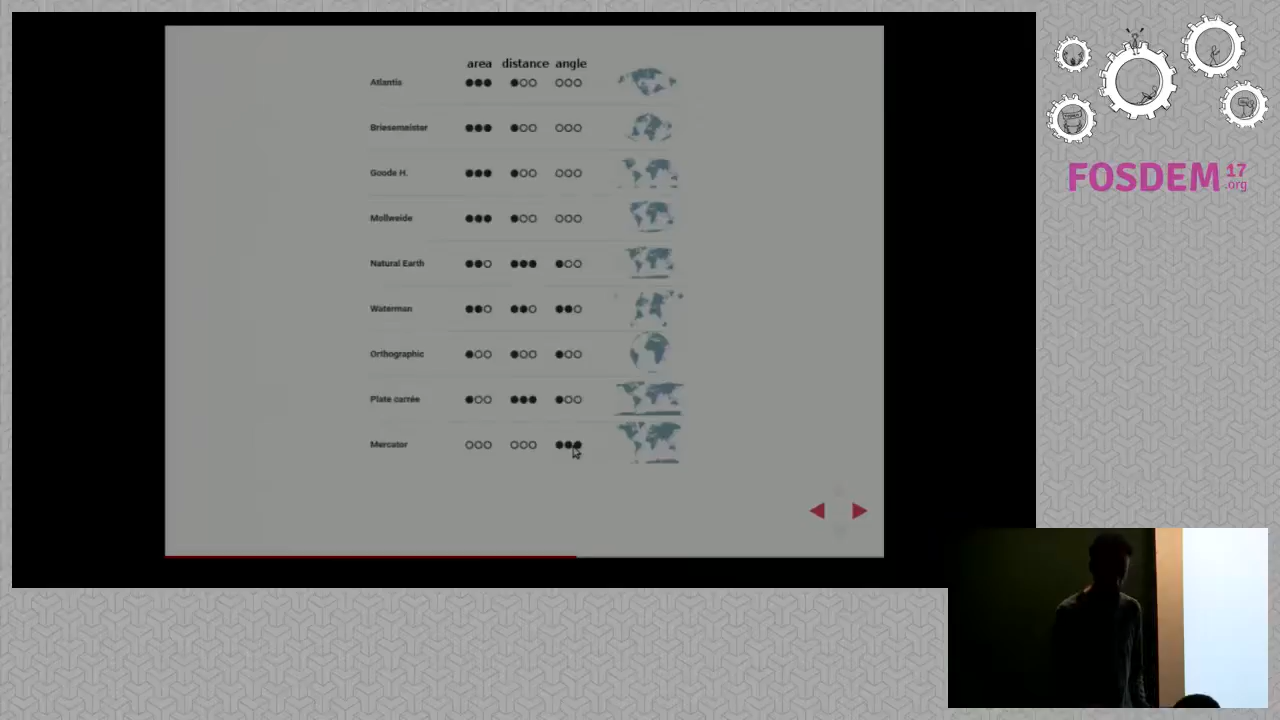 area distance angle
Atlantis
Briesemeister
Goode H.
Mollweide
Natural Earth
Waterman
Orthographic
Plate carrée
Mercator
FOSDEM 17
.org